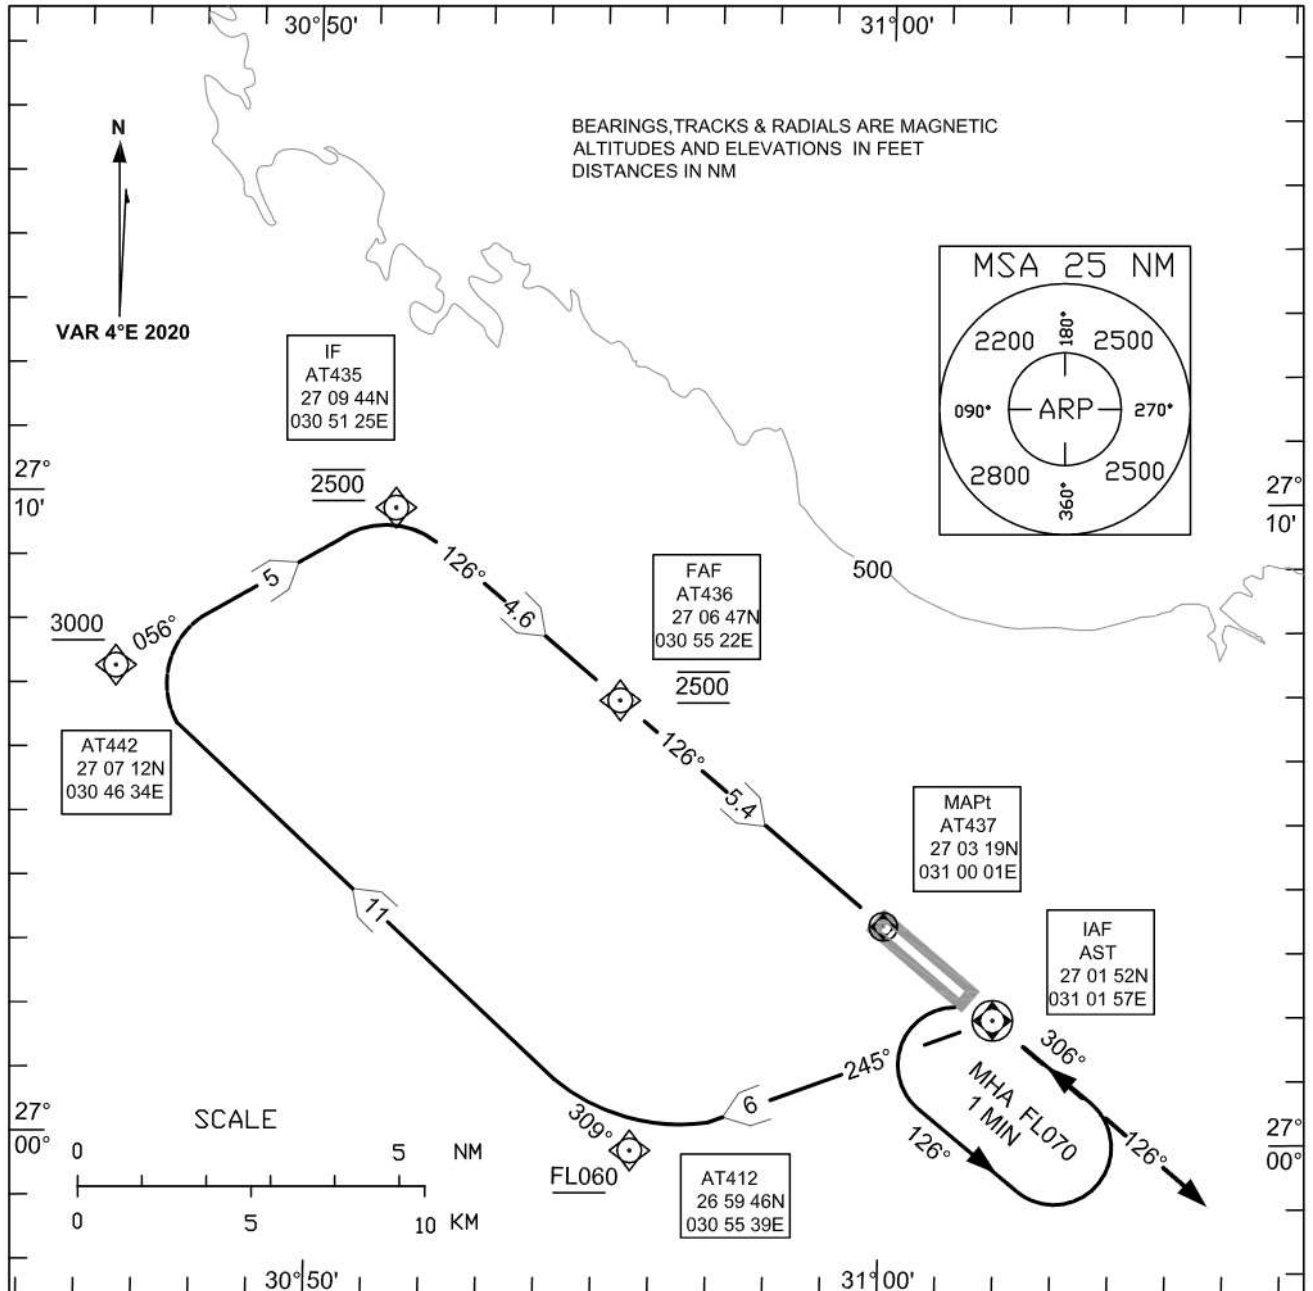 30°50'
31°00'
N
VAR 4°E 2020
BEARINGS,TRACKS & RADIALS ARE MAGNETIC
ALTITUDES AND ELEVATIONS IN FEET
DISTANCES IN NM
MSA 25 NM
2200
180°
2500
090°
ARP
270°
2800
360°
2500
IF
AT435
27 09 44N
030 51 25E
2500
27°
10'
27°
10'
500
126°
4.6
5
056°
3000
FAF
AT436
27 06 47N
030 55 22E
2500
AT442
27 07 12N
030 46 34E
126°
5.4
MAPt
AT437
27 03 19N
031 00 01E
11
IAF
AST
27 01 52N
031 01 57E
306°
245°
6
MHA FL070
1 MIN
126°
126°
309°
FL060
AT412
26 59 46N
030 55 39E
SCALE
0
5
NM
0
5
10
KM
27°
00°
27°
00°
30°50'
31°00'